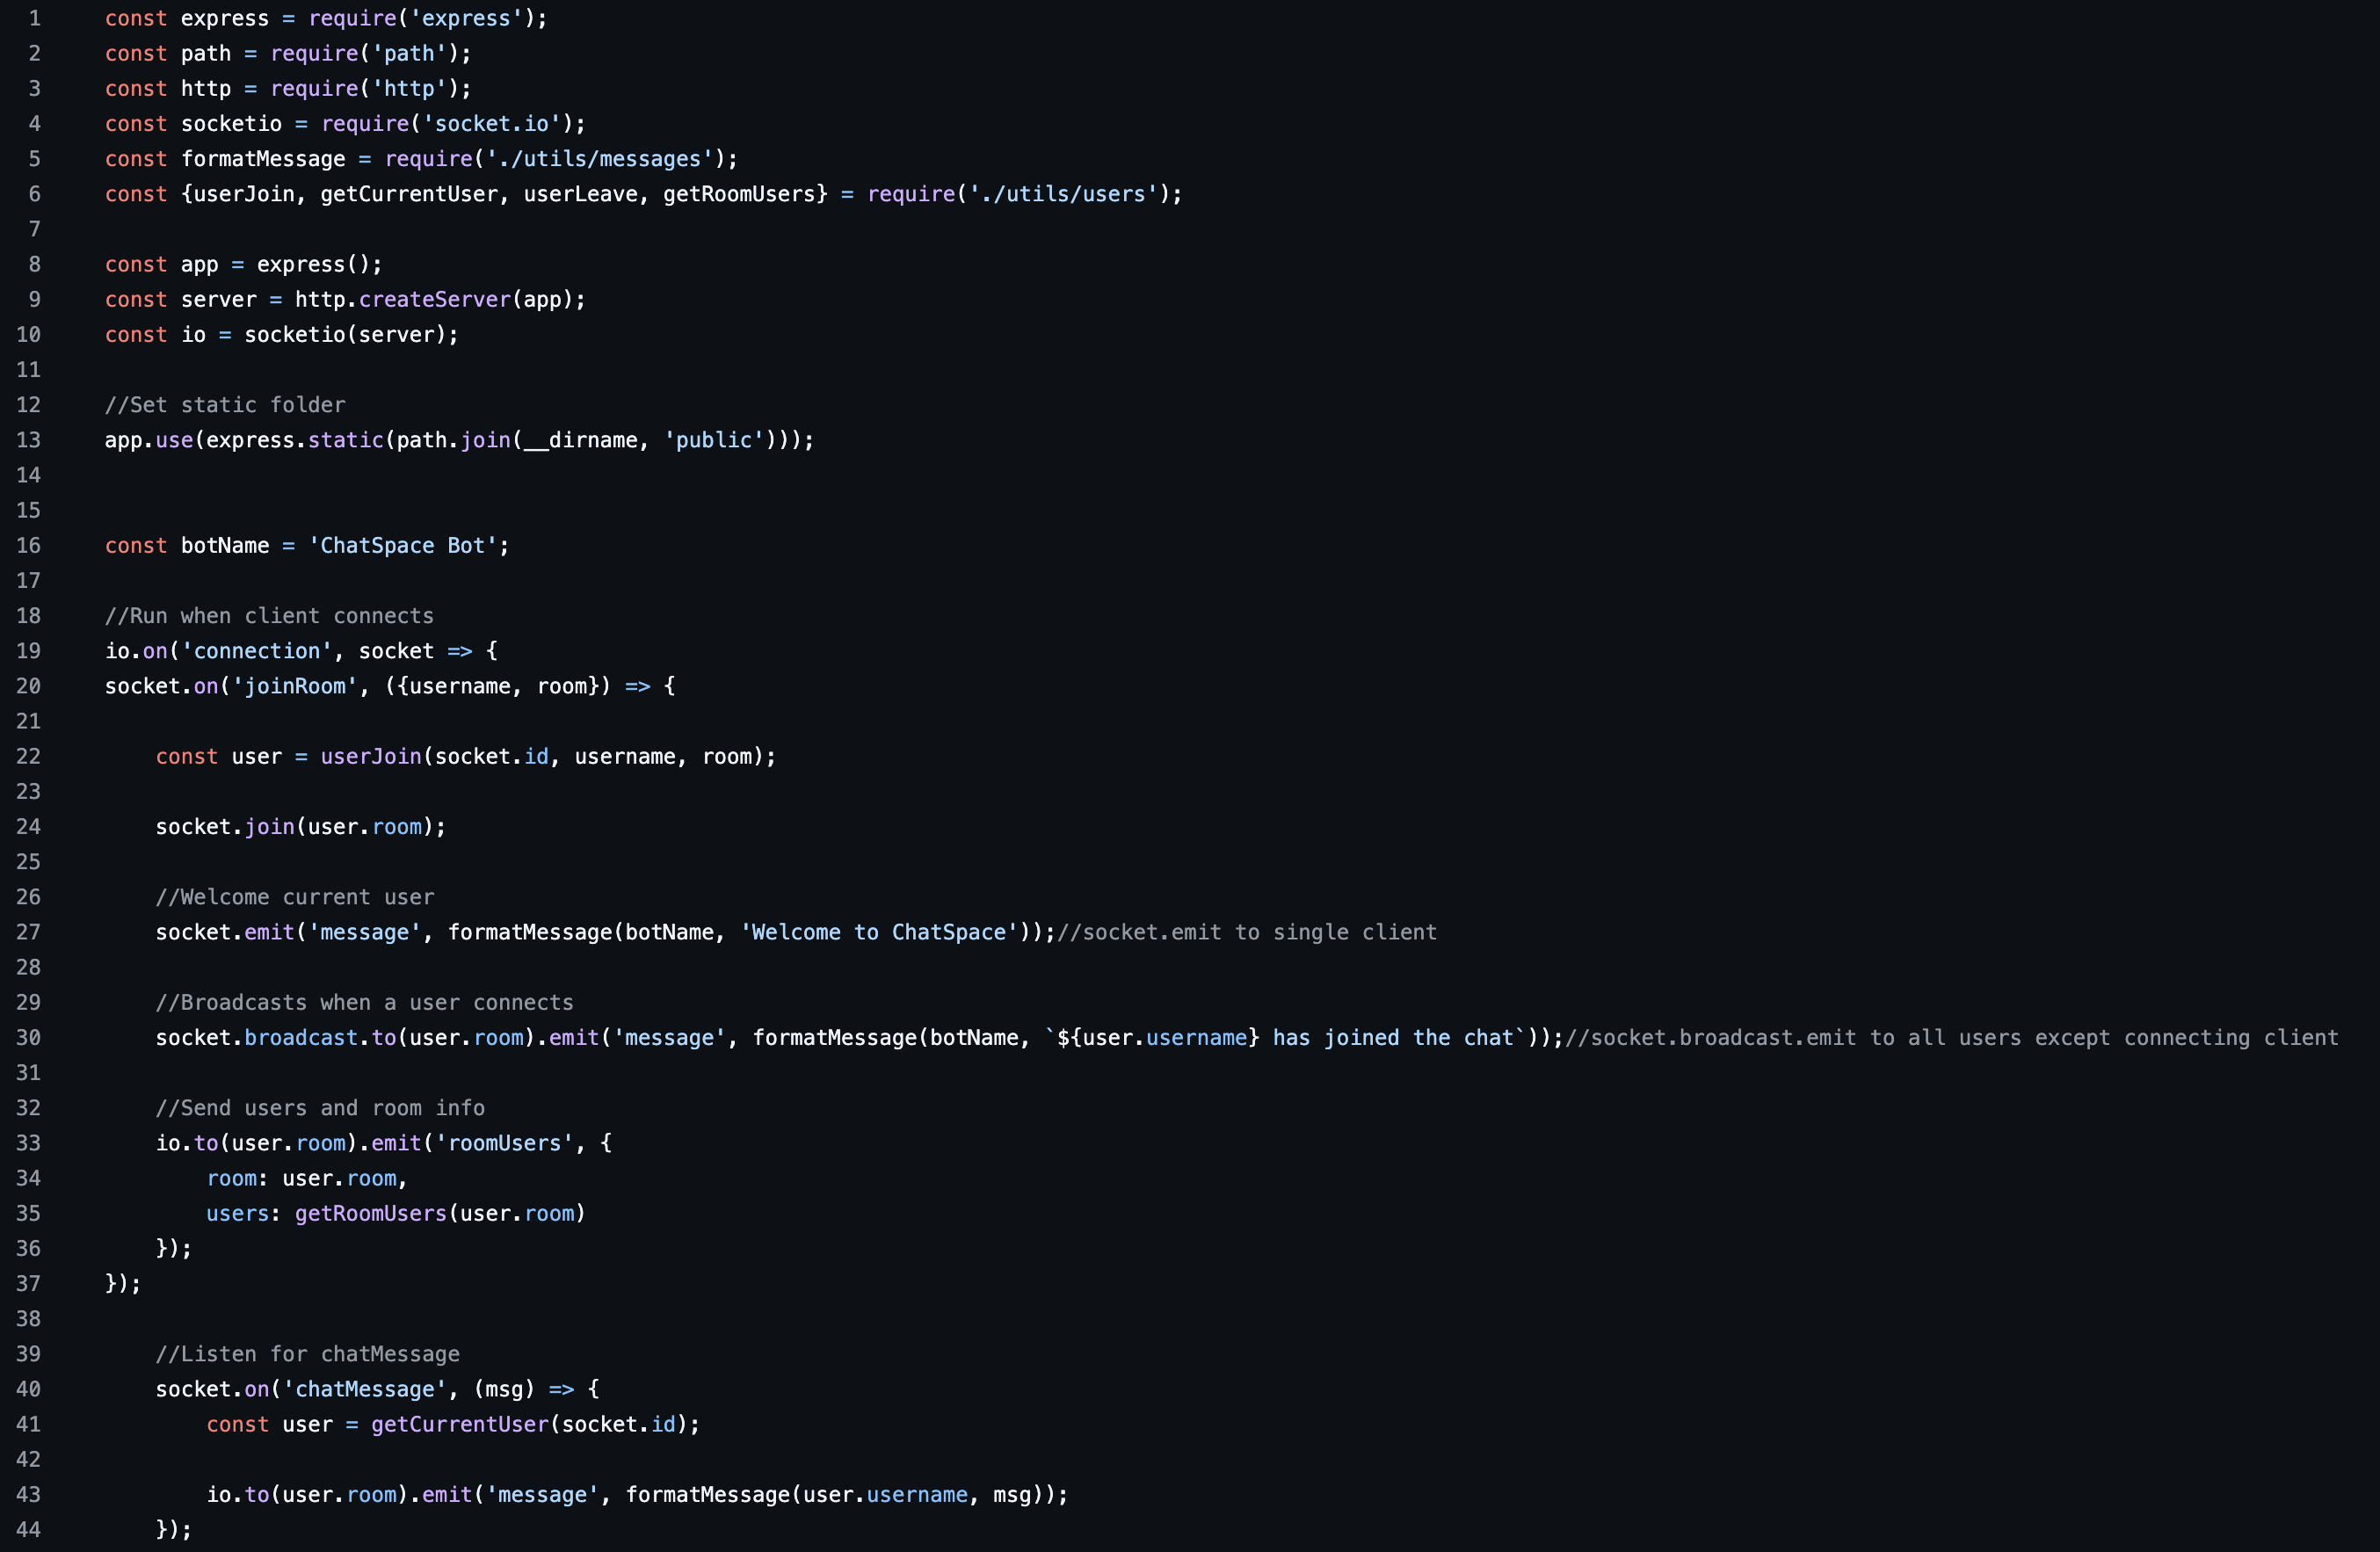 1 const express = require('express');
2 const path = require('path');
3 const http = require('http');
4 const socketio = require('socket.io');
5 const formatMessage = require('./utils/messages');
6 const {userJoin, getCurrentUser, userLeave, getRoomUsers} = require('./utils/users');
7
8 const app = express();
9 const server = http.createServer(app);
10 const io = socketio(server);
11
12 //Set static folder
13 app.use(express.static(path.join(__dirname, 'public')));
14
15
16 const botName = 'ChatSpace Bot';
17
18 //Run when client connects
19 io.on('connection', socket => {
20 socket.on('joinRoom', ({username, room}) => {
21
22     const user = userJoin(socket.id, username, room);
23
24     socket.join(user.room);
25
26     //Welcome current user
27     socket.emit('message', formatMessage(botName, 'Welcome to ChatSpace'));//socket.emit to single client
28
29     //Broadcasts when a user connects
30     socket.broadcast.to(user.room).emit('message', formatMessage(botName, `${user.username} has joined the chat`));//socket.broadcast.emit to all users except connecting client
31
32     //Send users and room info
33     io.to(user.room).emit('roomUsers', {
34         room: user.room,
35         users: getRoomUsers(user.room)
36     });
37 });
38
39     //Listen for chatMessage
40     socket.on('chatMessage', (msg) => {
41         const user = getCurrentUser(socket.id);
42
43         io.to(user.room).emit('message', formatMessage(user.username, msg));
44     });